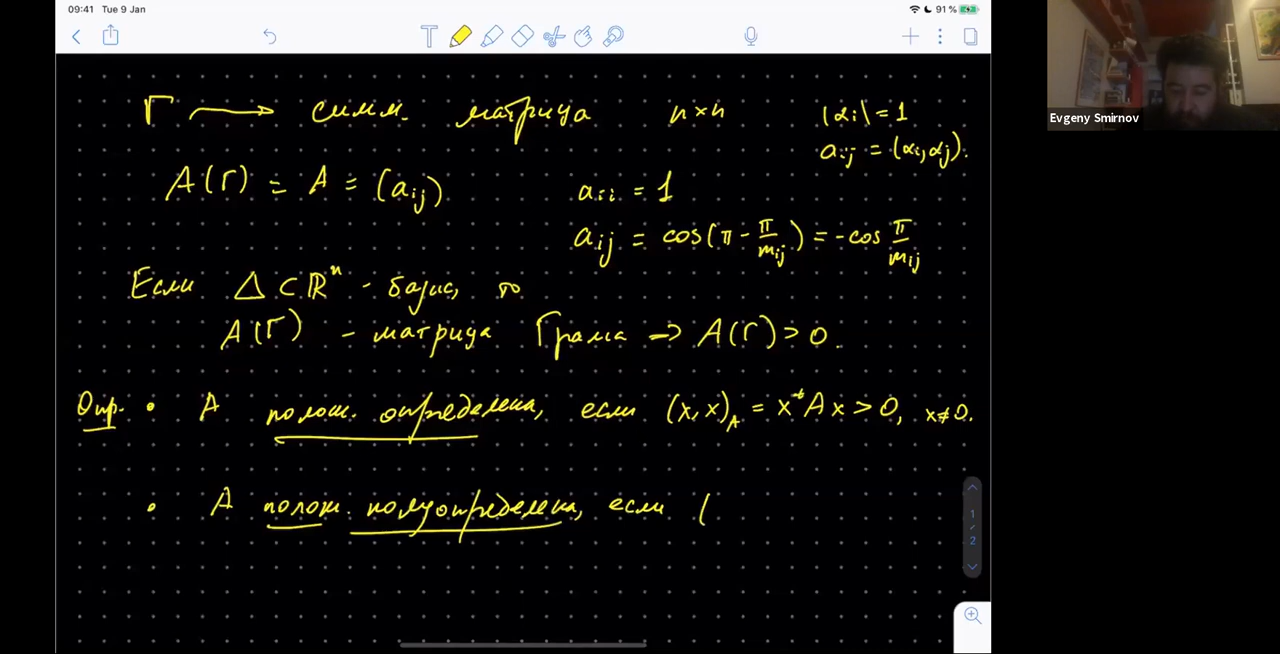 09:41 Tue 9 Jan
91 %
Γ → симм. матрица n×n |αi| = 1
aij = (αi, αj).
A(Γ) = A = (aij) aii = 1
aij = cos(π - π/mij) = -cos π/mij
Если Δ ⊂ ℝⁿ - базис, то
A(Γ) - матрица Грама => A(Γ) > 0.
Опр. • A полож. определена, если (x, x)_A = xᵗAx > 0, x≠0.
• A полож. полуопределена, если (
1
/
2
Evgeny Smirnov